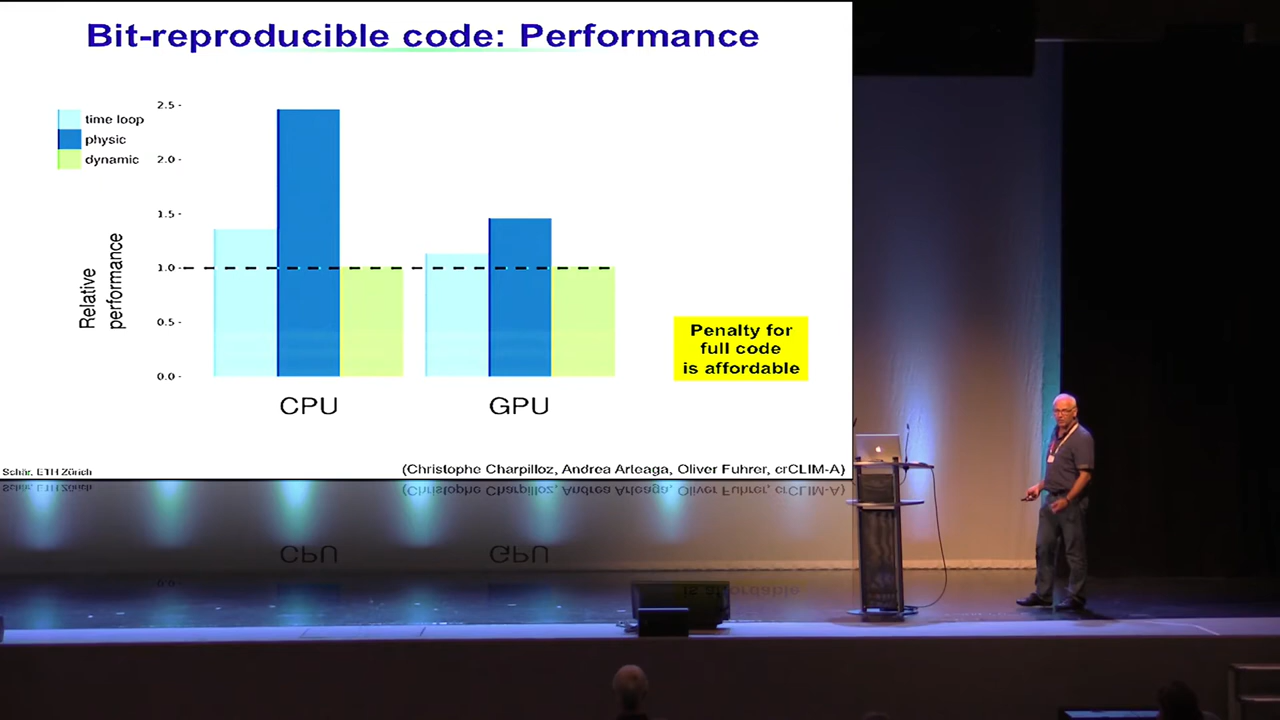 Bit-reproducible code: Performance
time loop
physic
dynamic
2.5
2.0
1.5
1.0
0.5
0.0
Relative
performance
CPU
GPU
Penalty for
full code
is affordable
Schär, ETH Zürich
(Christophe Charpilloz, Andrea Arteaga, Oliver Fuhrer, crCLIM-A)